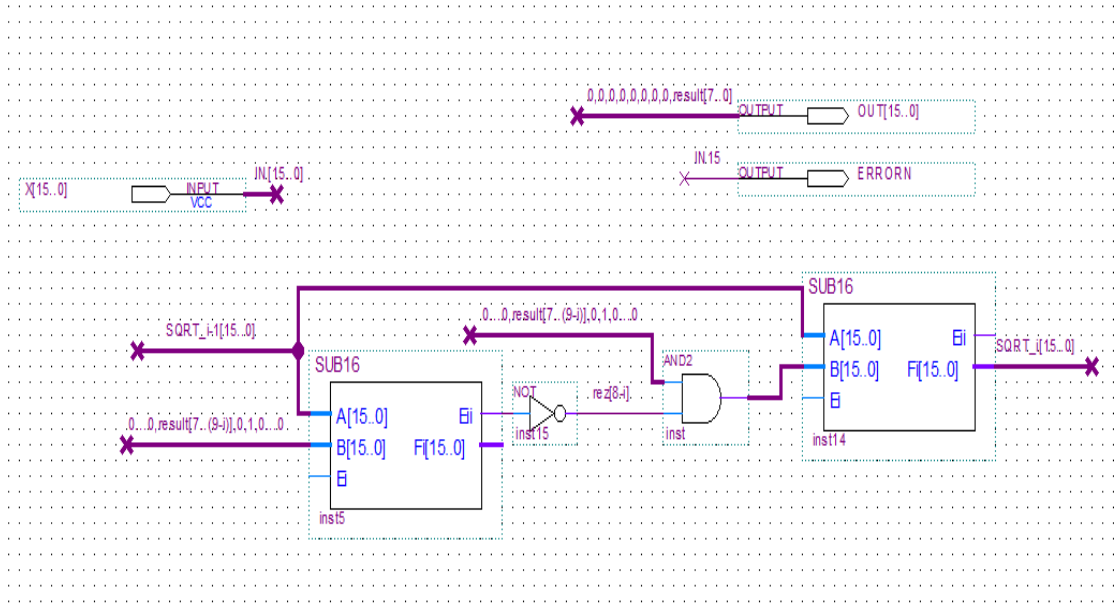 0,0,0,0,0,0,0,0,result[7..0]
OUTPUT
OUT[15..0]
IN.15
OUTPUT
ERRORN
IN.[15..0]
X[15..0]
INPUT
VCC
SUB16
A[15..0]
B[15..0]
Ei
Eii
Fi[15..0]
inst14
SQRT_i[15..0]
0...0,result[7..(9-i)],0,1,0...0
SQRT_i-1[15..0]
SUB16
A[15..0]
B[15..0]
Ei
Eii
Fi[15..0]
inst5
0...0,result[7..(9-i)],0,1,0...0
NOT
inst15
rez[8-i]
AND2
inst